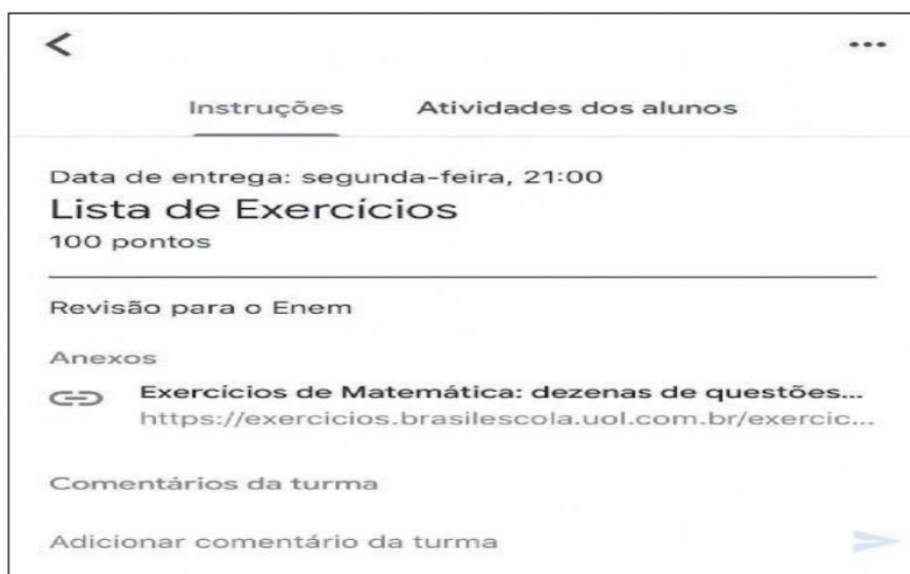 Instruções Atividades dos alunos
Data de entrega: segunda-feira, 21:00
Lista de Exercícios
100 pontos
Revisão para o Enem
Anexos
Exercícios de Matemática: dezenas de questões...
https://exercicios.brasilescola.uol.com.br/exercic...
Comentários da turma
Adicionar comentário da turma